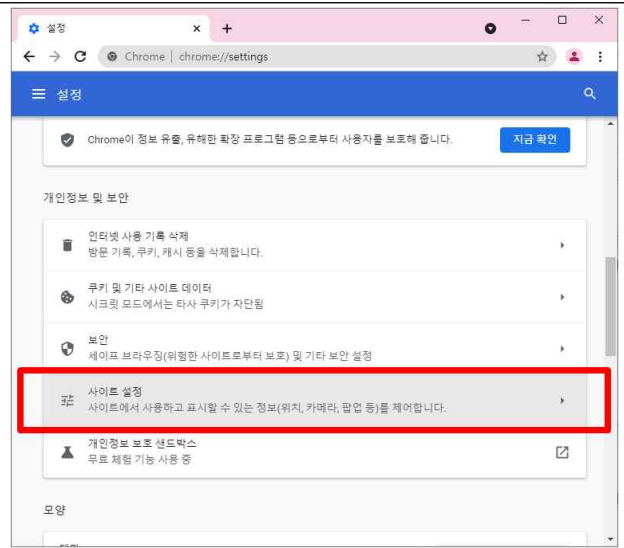 설정
Chrome | chrome://settings
설정
Chrome이 정보 유출, 유해한 확장 프로그램 등으로부터 사용자를 보호해 줍니다.
지금 확인
개인정보 및 보안
인터넷 사용 기록 삭제
방문 기록, 쿠키, 캐시 등을 삭제합니다.
쿠키 및 기타 사이트 데이터
시크릿 모드에서는 타사 쿠키가 차단됨
보안
세이프 브라우징(위험한 사이트로부터 보호) 및 기타 보안 설정
사이트 설정
사이트에서 사용하고 표시할 수 있는 정보(위치, 카메라, 팝업 등)를 제어합니다.
개인정보 보호 샌드박스
무료 체험 기능 사용 중
모양